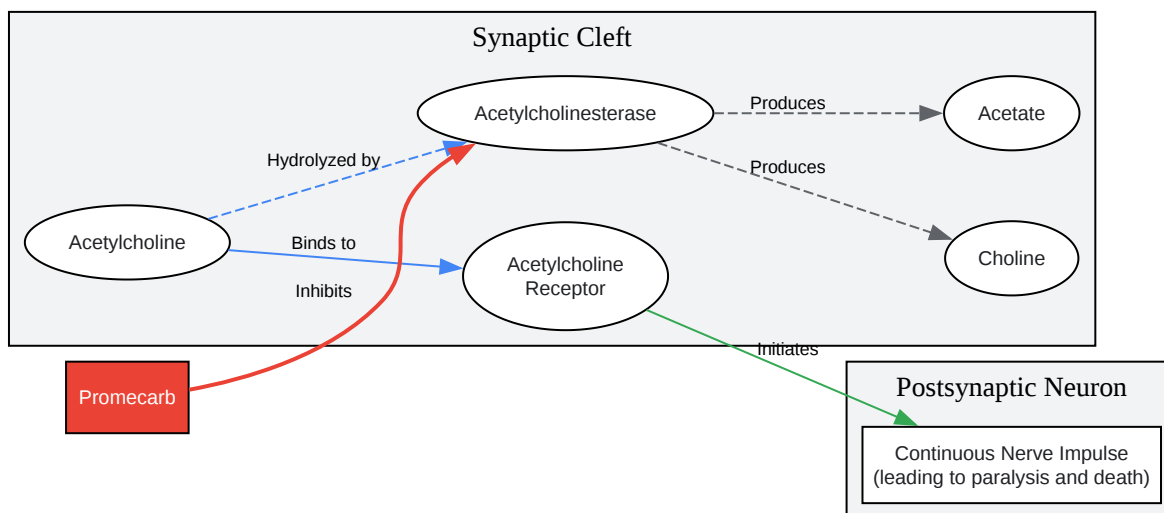 Synaptic Cleft
Acetylcholinesterase
Produces
Acetate
Hydrolyzed by
Produces
Acetylcholine
Binds to
Acetylcholine
Receptor
Choline
Inhibits
Initiates
Promecarb
Postsynaptic Neuron
Continuous Nerve Impulse
(leading to paralysis and death)